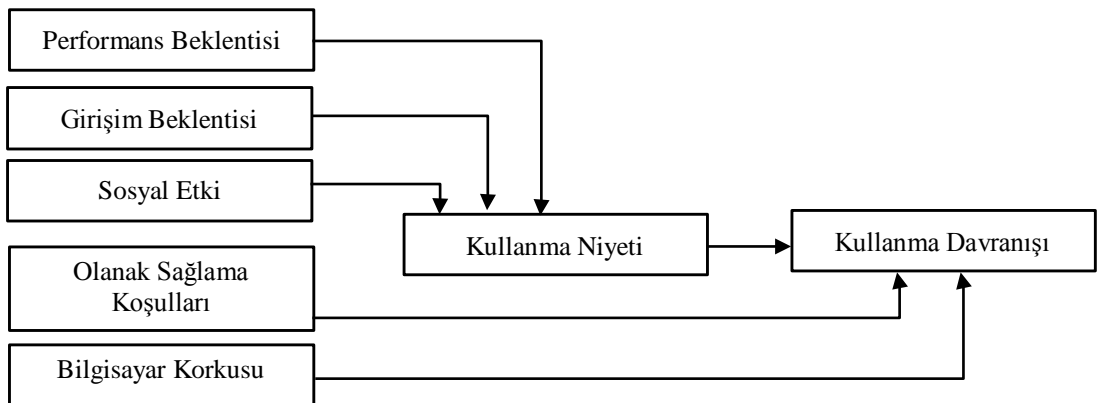 Performans Beklentisi
Girişim Beklentisi
Sosyal Etki
Kullanma Niyeti
Kullanma Davranışı
Olanak Sağlama
Koşulları
Bilgisayar Korkusu